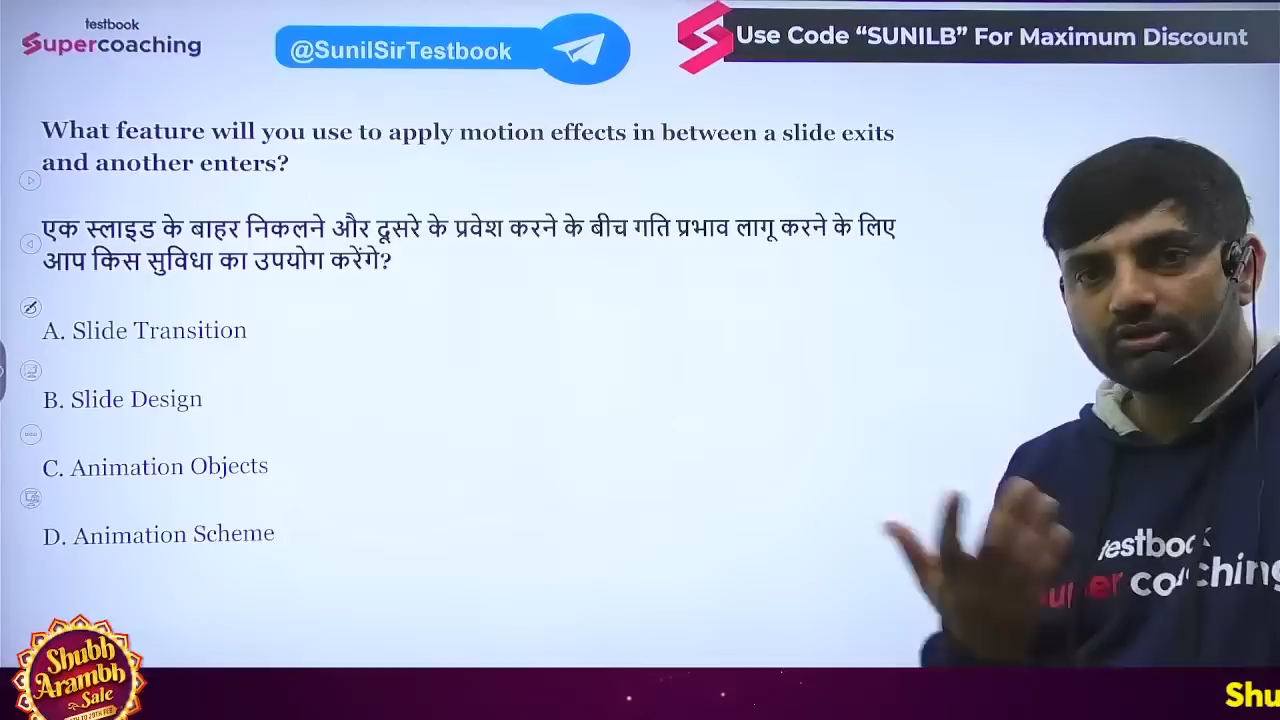 testbook
Supercoaching
@SunilSirTestbook
Use Code “SUNILB” For Maximum Discount
What feature will you use to apply motion effects in between a slide exits
and another enters?
एक स्लाइड के बाहर निकलने और दूसरे के प्रवेश करने के बीच गति प्रभाव लागू करने के लिए
आप किस सुविधा का उपयोग करेंगे?
A. Slide Transition
B. Slide Design
C. Animation Objects
D. Animation Scheme
testbook
Super coaching
Shubh
Arambh
Sale
Shu